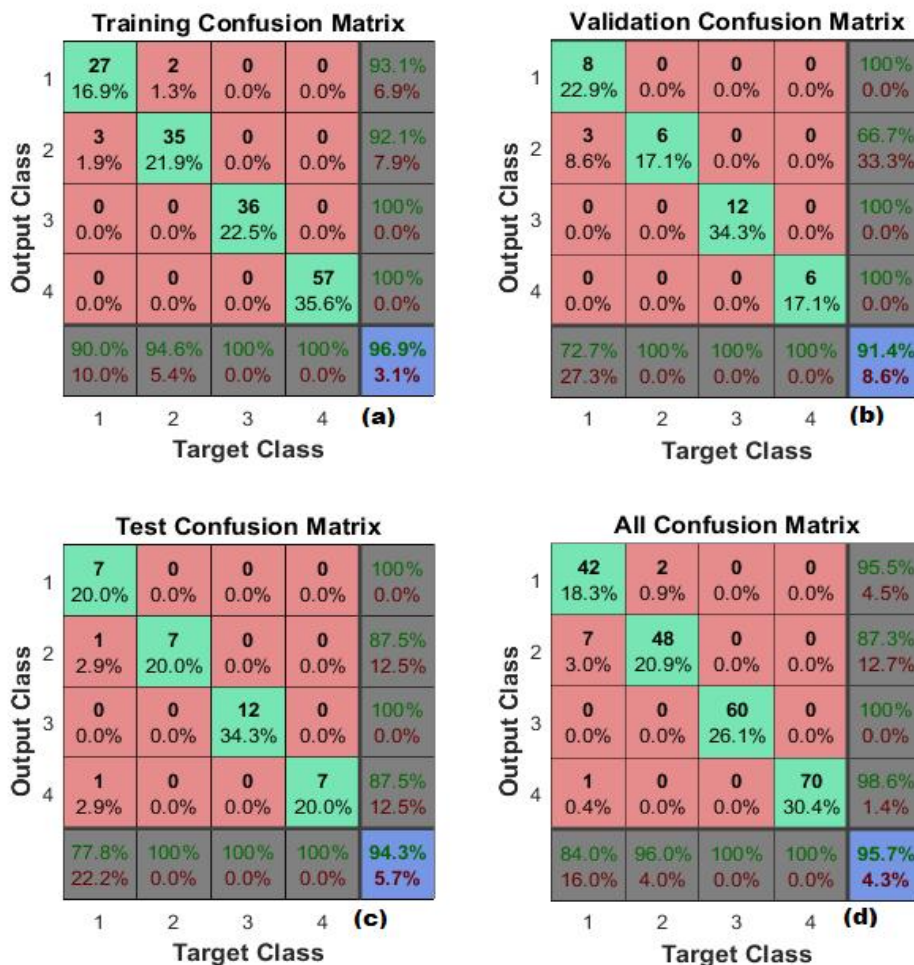 Training Confusion Matrix
Output Class
1
27 2 0 0 93.1%
16.9% 1.3% 0.0% 0.0% 6.9%
2
3 35 0 0 92.1%
1.9% 21.9% 0.0% 0.0% 7.9%
3
0 0 36 0 100%
0.0% 0.0% 22.5% 0.0% 0.0%
4
0 0 0 57 100%
0.0% 0.0% 0.0% 35.6% 0.0%
90.0% 94.6% 100% 100% 96.9%
10.0% 5.4% 0.0% 0.0% 3.1%
1 2 3 4 (a)
Target Class
Validation Confusion Matrix
Output Class
1
8 0 0 0 100%
22.9% 0.0% 0.0% 0.0% 0.0%
2
3 6 0 0 66.7%
8.6% 17.1% 0.0% 0.0% 33.3%
3
0 0 12 0 100%
0.0% 0.0% 34.3% 0.0% 0.0%
4
0 0 0 6 100%
0.0% 0.0% 0.0% 17.1% 0.0%
72.7% 100% 100% 100% 91.4%
27.3% 0.0% 0.0% 0.0% 8.6%
1 2 3 4 (b)
Target Class
Test Confusion Matrix
Output Class
1
7 0 0 0 100%
20.0% 0.0% 0.0% 0.0% 0.0%
2
1 7 0 0 87.5%
2.9% 20.0% 0.0% 0.0% 12.5%
3
0 0 12 0 100%
0.0% 0.0% 34.3% 0.0% 0.0%
4
1 0 0 7 87.5%
2.9% 0.0% 0.0% 20.0% 12.5%
77.8% 100% 100% 100% 94.3%
22.2% 0.0% 0.0% 0.0% 5.7%
1 2 3 4 (c)
Target Class
All Confusion Matrix
Output Class
1
42 2 0 0 95.5%
18.3% 0.9% 0.0% 0.0% 4.5%
2
7 48 0 0 87.3%
3.0% 20.9% 0.0% 0.0% 12.7%
3
0 0 60 0 100%
0.0% 0.0% 26.1% 0.0% 0.0%
4
1 0 0 70 98.6%
0.4% 0.0% 0.0% 30.4% 1.4%
84.0% 96.0% 100% 100% 95.7%
16.0% 4.0% 0.0% 0.0% 4.3%
1 2 3 4 (d)
Target Class